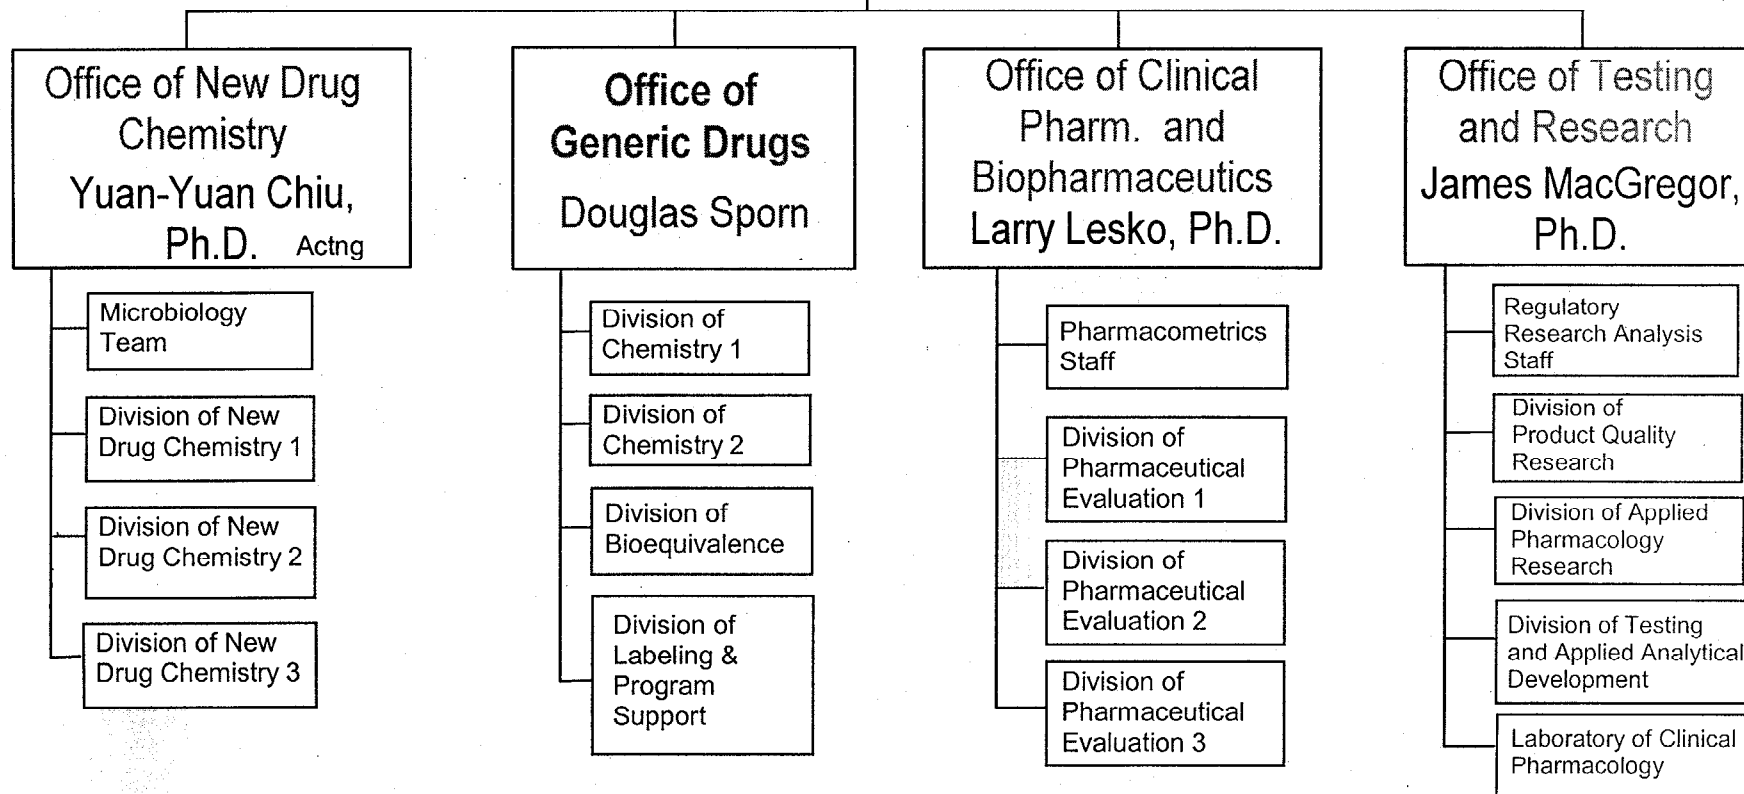 Office of New Drug
Chemistry
Yuan-Yuan Chiu,
Ph.D. Actng
Microbiology
Team
Division of New
Drug Chemistry 1
Division of New
Drug Chemistry 2
Division of New
Drug Chemistry 3
Office of
Generic Drugs
Douglas Sporn
Division of
Chemistry 1
Division of
Chemistry 2
Division of
Bioequivalence
Division of
Labeling &
Program
Support
Office of Clinical
Pharm. and
Biopharmaceutics
Larry Lesko, Ph.D.
Pharmacometrics
Staff
Division of
Pharmaceutical
Evaluation 1
Division of
Pharmaceutical
Evaluation 2
Division of
Pharmaceutical
Evaluation 3
Office of Testing
and Research
James MacGregor,
Ph.D.
Regulatory
Research Analysis
Staff
Division of
Product Quality
Research
Division of Applied
Pharmacology
Research
Division of Testing
and Applied Analytical
Development
Laboratory of Clinical
Pharmacology